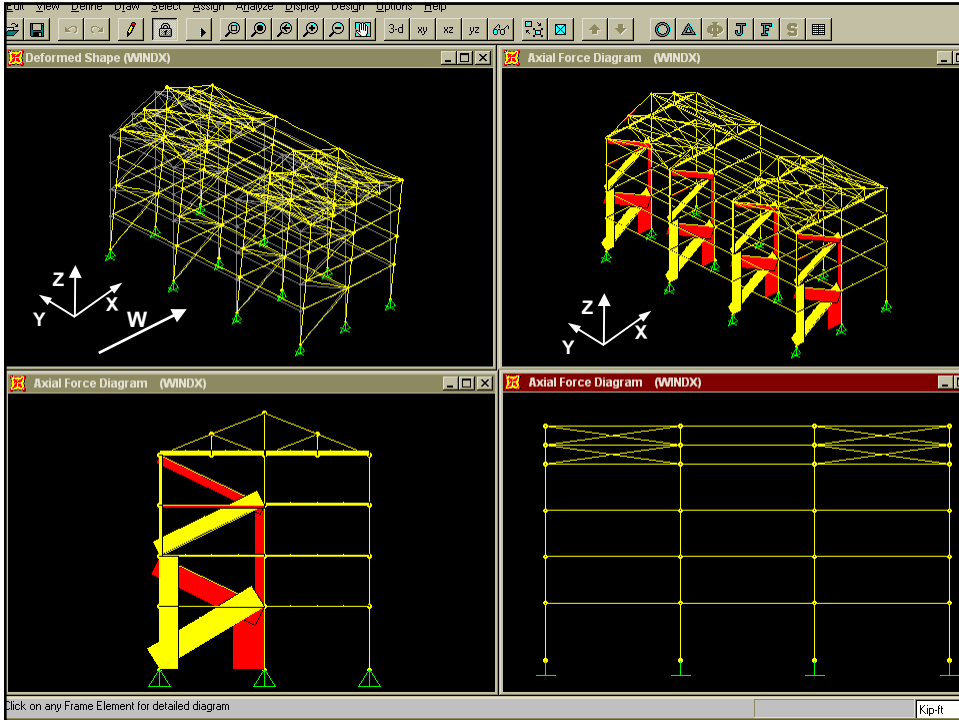 Edit View Define Draw Select Assign Analyze Display Design Options Help
3-d xy xz yz J F S
Deformed Shape (WINDX)
Axial Force Diagram (WINDX)
Z
Y
X
W
Z
Y
X
Axial Force Diagram (WINDX)
Axial Force Diagram (WINDX)
Click on any Frame Element for detailed diagram
Kip-ft